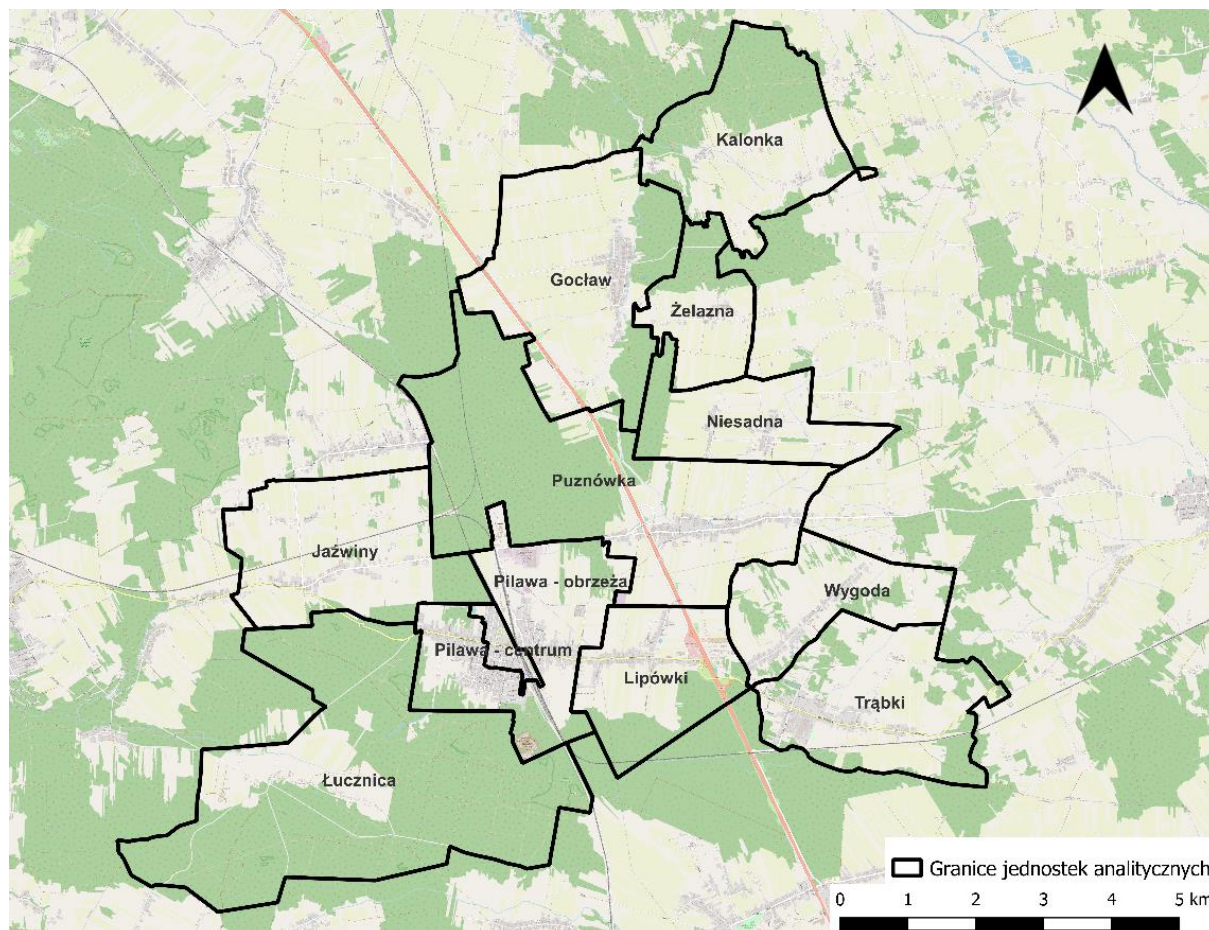 Kalonka
Gocław
Żelazna
Niesadna
Puznówka
Jaźwiny
Pilawa - obrzeża
Wygoda
Pilawa - centrum
Lipówki
Trąbki
Łucznica
Granice jednostek analitycznych
0 1 2 3 4 5 km